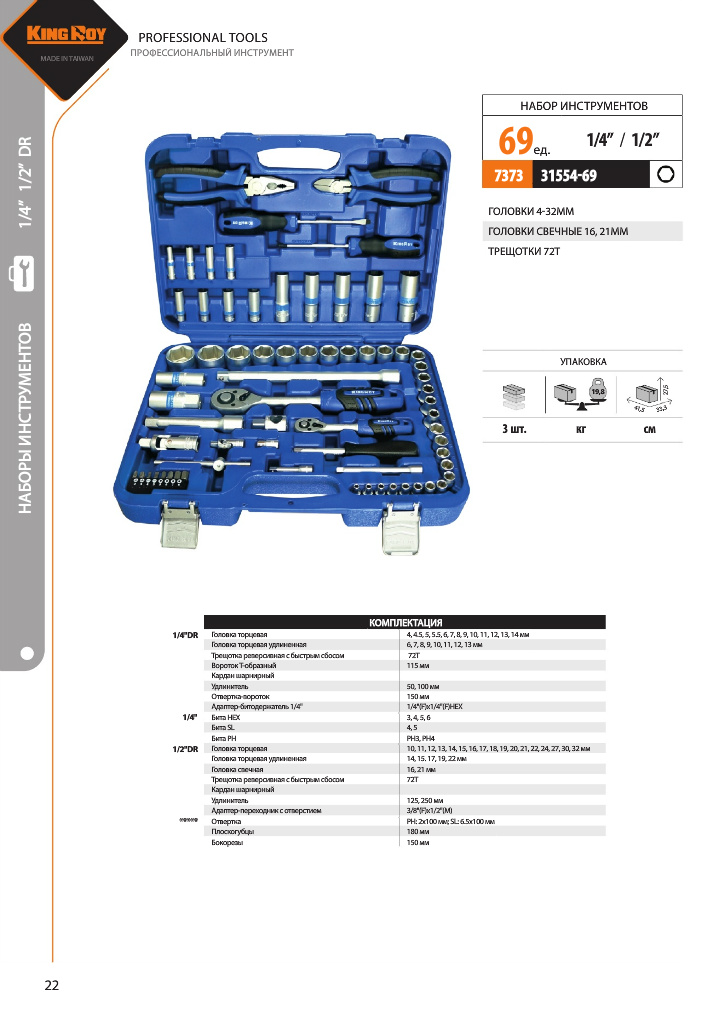 KING ROY
MADE IN TAIWAN
PROFESSIONAL TOOLS
ПРОФЕССИОНАЛЬНЫЙ ИНСТРУМЕНТ
НАБОРЫ ИНСТРУМЕНТОВ 1/4” 1/2” DR
НАБОР ИНСТРУМЕНТОВ
69 ед. 1/4” / 1/2”
7373 31554-69
ГОЛОВКИ 4-32ММ
ГОЛОВКИ СВЕЧНЫЕ 16, 21ММ
ТРЕЩОТКИ 72Т
УПАКОВКА
19,8
27,5
41,5 33,5
3 шт. кг см
КОМПЛЕКТАЦИЯ
1/4"DR Головка торцевая 4, 4.5, 5, 5.5, 6, 7, 8, 9, 10, 11, 12, 13, 14 мм
Головка торцевая удлиненная 6, 7, 8, 9, 10, 11, 12, 13 мм
Трещотка реверсивная с быстрым сбосом 72Т
Вороток Т-образный 115 мм
Кардан шарнирный
Удлинитель 50, 100 мм
Отвертка-вороток 150 мм
Адаптер-битодержатель 1/4" 1/4"(F)x1/4"(F)HEX
1/4" Бита HEX 3, 4, 5, 6
Бита SL 4, 5
Бита PH PH3, PH4
1/2"DR Головка торцевая 10, 11, 12, 13, 14, 15, 16, 17, 18, 19, 20, 21, 22, 24, 27, 30, 32 мм
Головка торцевая удлиненная 14, 15. 17, 19, 22 мм
Головка свечная 16, 21 мм
Трещотка реверсивная с быстрым сбосом 72Т
Кардан шарнирный
Удлинитель 125, 250 мм
Адаптер-переходник с отверстием 3/8"(F)x1/2"(M)
Отвертка PH: 2x100 мм; SL: 6.5x100 мм
Плоскогубцы 180 мм
Бокорезы 150 мм
22